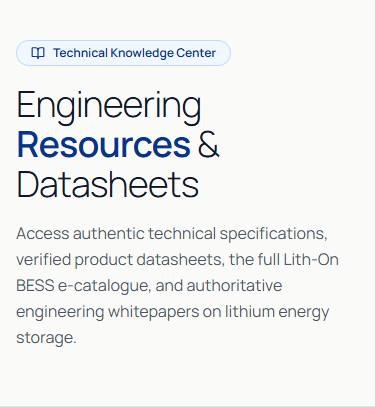 Technical Knowledge Center
Engineering
Resources &
Datasheets
Access authentic technical specifications,
verified product datasheets, the full Lith-On
BESS e-catalogue, and authoritative
engineering whitepapers on lithium energy
storage.